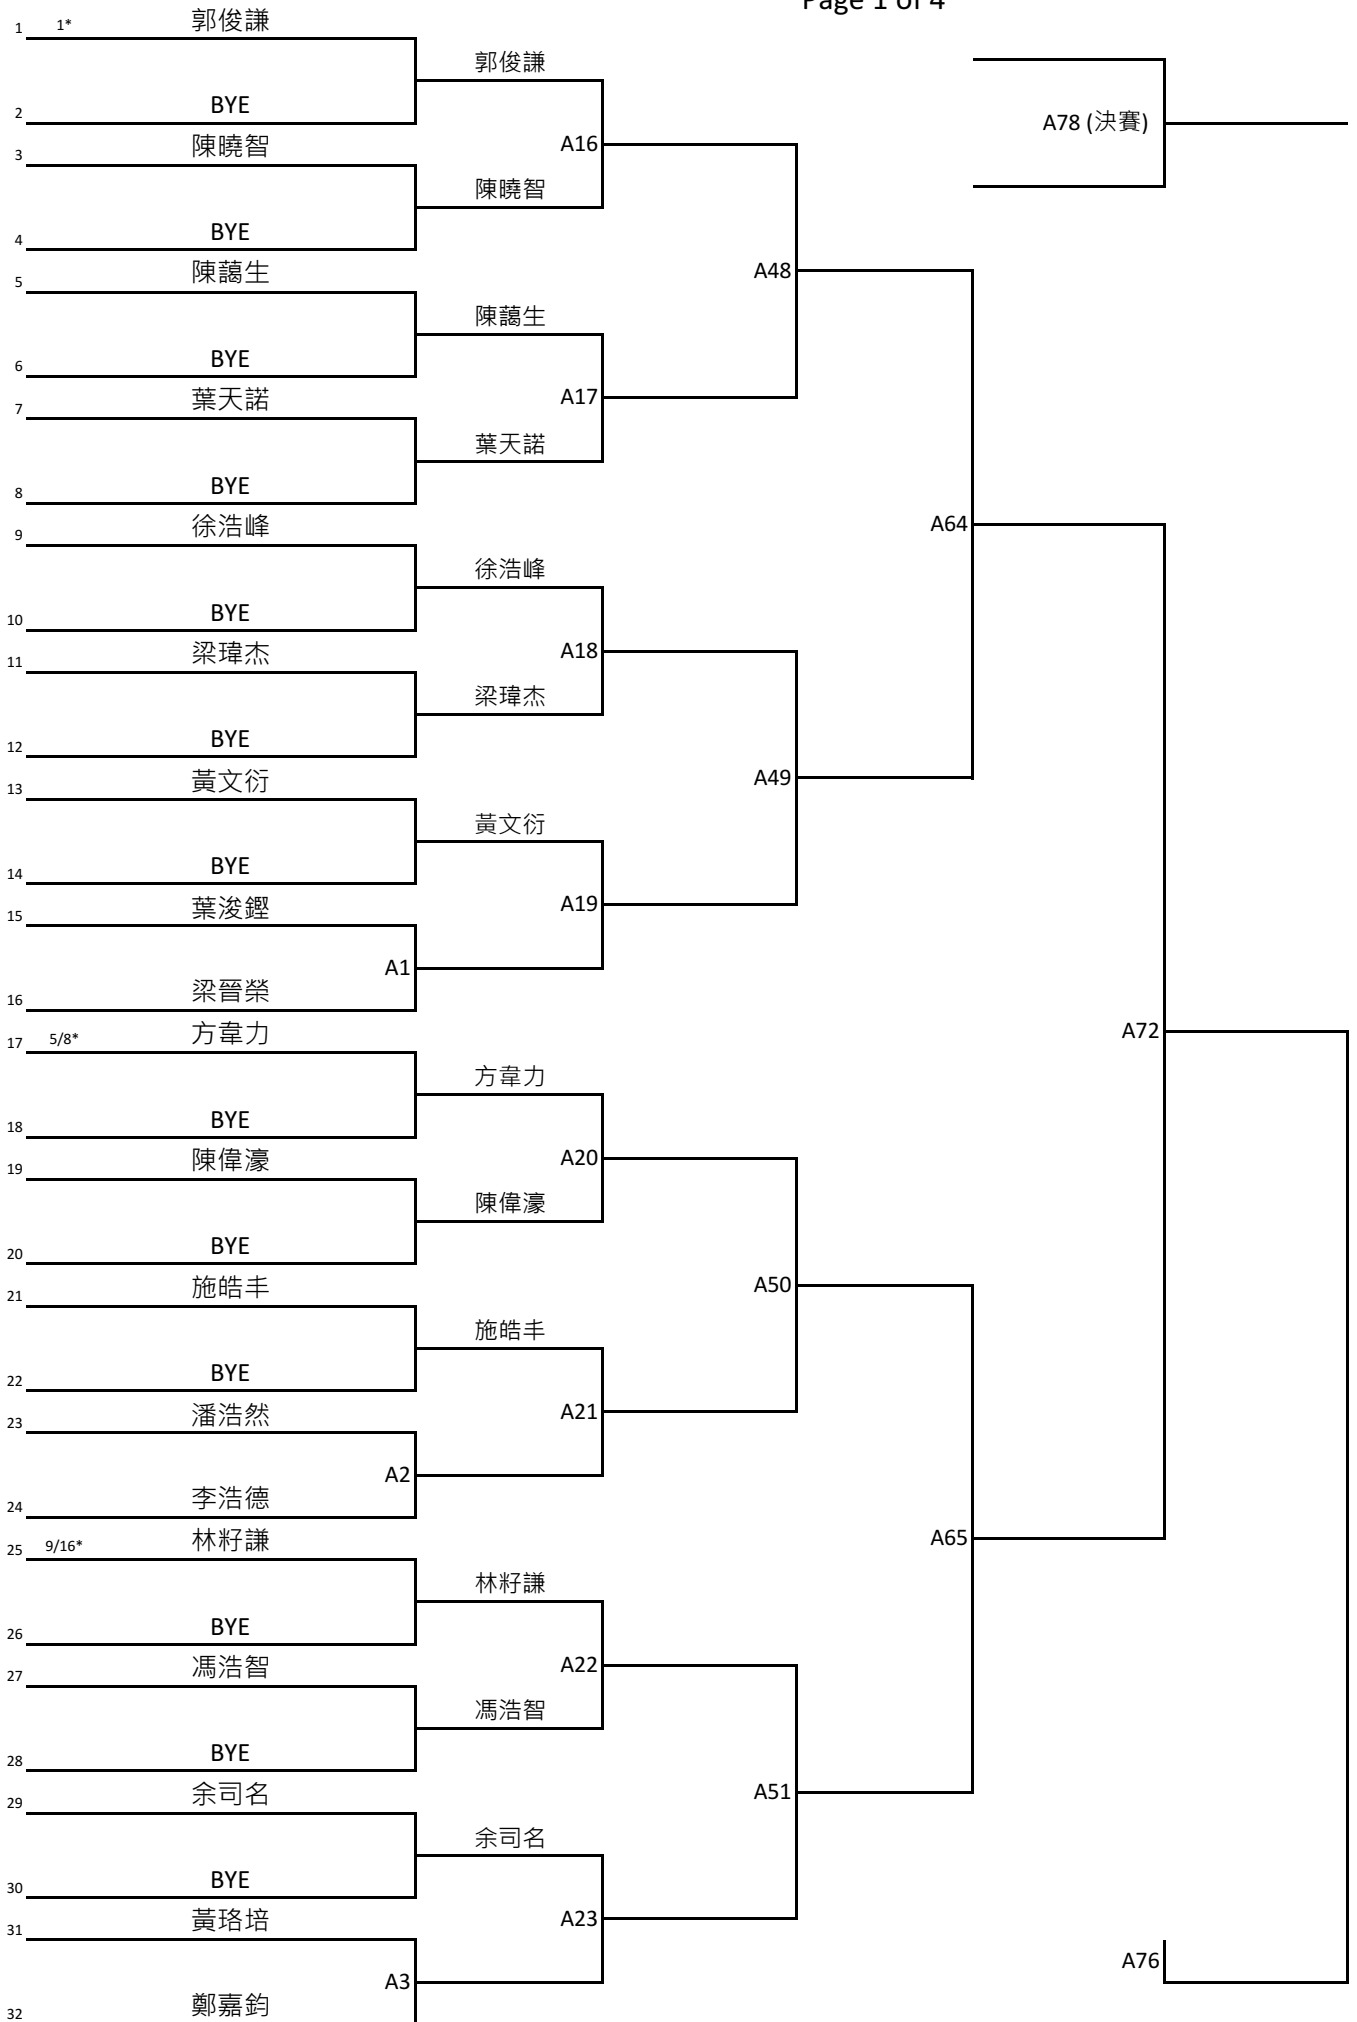 Page 1 of 4
1 1* 郭俊謙
郭俊謙
2 BYE
A78 (決賽)
3 陳曉智
A16
陳曉智
4 BYE
5 陳藹生
A48
陳藹生
6 BYE
7 葉天諾
A17
葉天諾
8 BYE
9 徐浩峰
A64
徐浩峰
10 BYE
11 梁瑋杰
A18
梁瑋杰
12 BYE
13 黃文衍
A49
黃文衍
14 BYE
15 葉浚鏗
A19
A1
16 梁晉榮
17 5/8* 方韋力
A72
方韋力
18 BYE
19 陳偉濠
A20
陳偉濠
20 BYE
21 施皓丰
A50
施皓丰
22 BYE
23 潘浩然
A21
A2
24 李浩德
25 9/16* 林籽謙
A65
林籽謙
26 BYE
27 馮浩智
A22
馮浩智
28 BYE
29 余司名
A51
余司名
30 BYE
31 黃珞培
A23
A76
A3
32 鄭嘉鈞